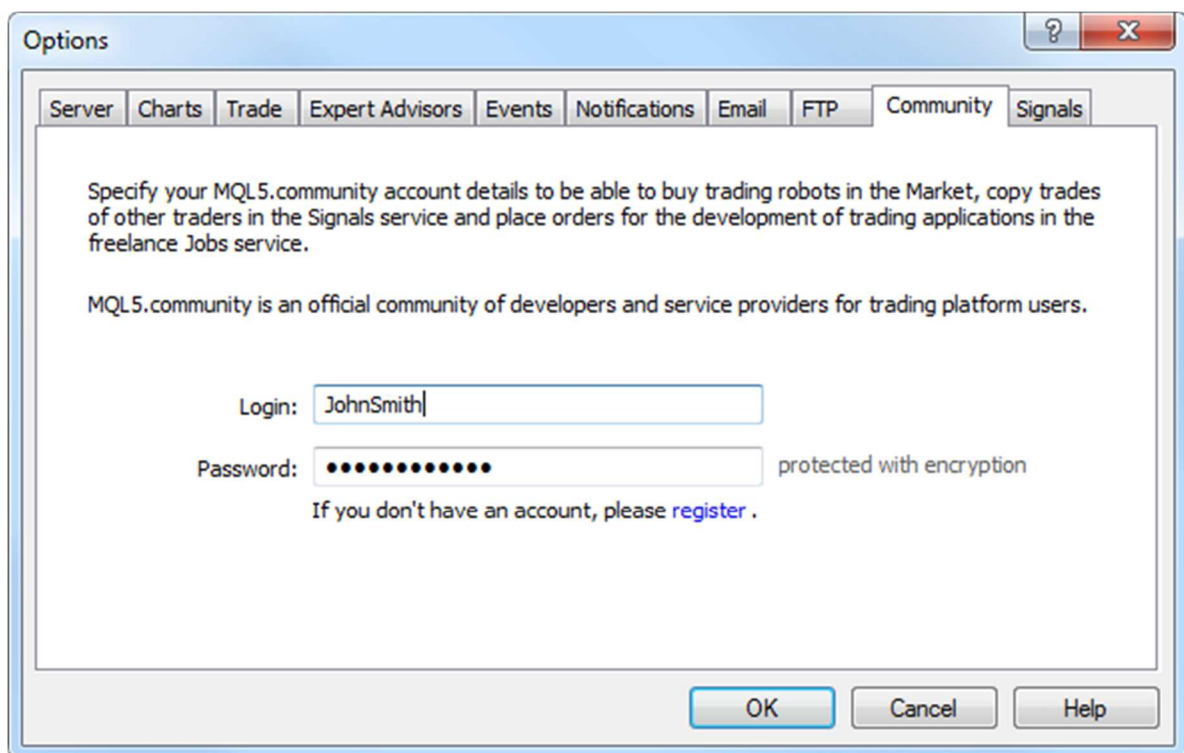 Options
Server Charts Trade Expert Advisors Events Notifications Email FTP Community Signals
Specify your MQL5.community account details to be able to buy trading robots in the Market, copy trades
of other traders in the Signals service and place orders for the development of trading applications in the
freelance Jobs service.
MQL5.community is an official community of developers and service providers for trading platform users.
Login: JohnSmith
Password: ●●●●●●●●●●●● protected with encryption
If you don't have an account, please register .
OK Cancel Help